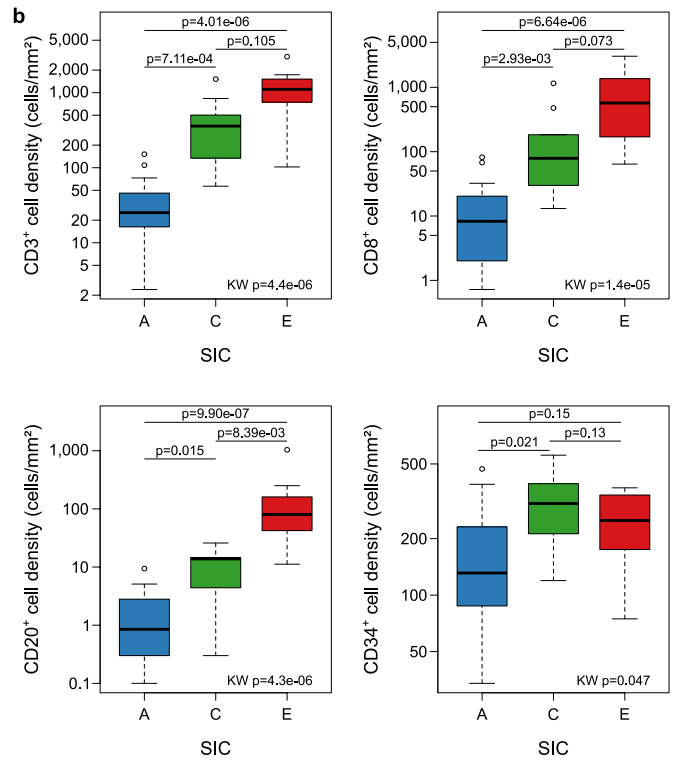 b
CD3⁺ cell density (cells/mm²)
5,000
2,000
1,000
500
200
100
50
20
10
5
2
p=4.01e-06
p=0.105
p=7.11e-04
KW p=4.4e-06
A C E
SIC
CD8⁺ cell density (cells/mm²)
5,000
1,000
500
100
50
10
5
1
p=6.64e-06
p=0.073
p=2.93e-03
KW p=1.4e-05
A C E
SIC
CD20⁺ cell density (cells/mm²)
1,000
100
10
1
0.1
p=9.90e-07
p=8.39e-03
p=0.015
KW p=4.3e-06
A C E
SIC
CD34⁺ cell density (cells/mm²)
500
200
100
50
p=0.15
p=0.13
p=0.021
KW p=0.047
A C E
SIC